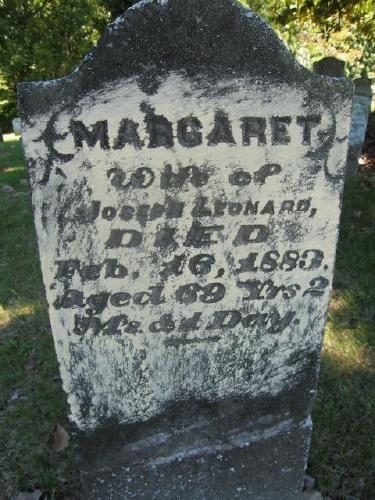 MARGARET
Wife of
Joseph Leonard,
DIED
Feb. 16, 1883.
Aged 69 Yrs 2
Ms. & 1 Day.